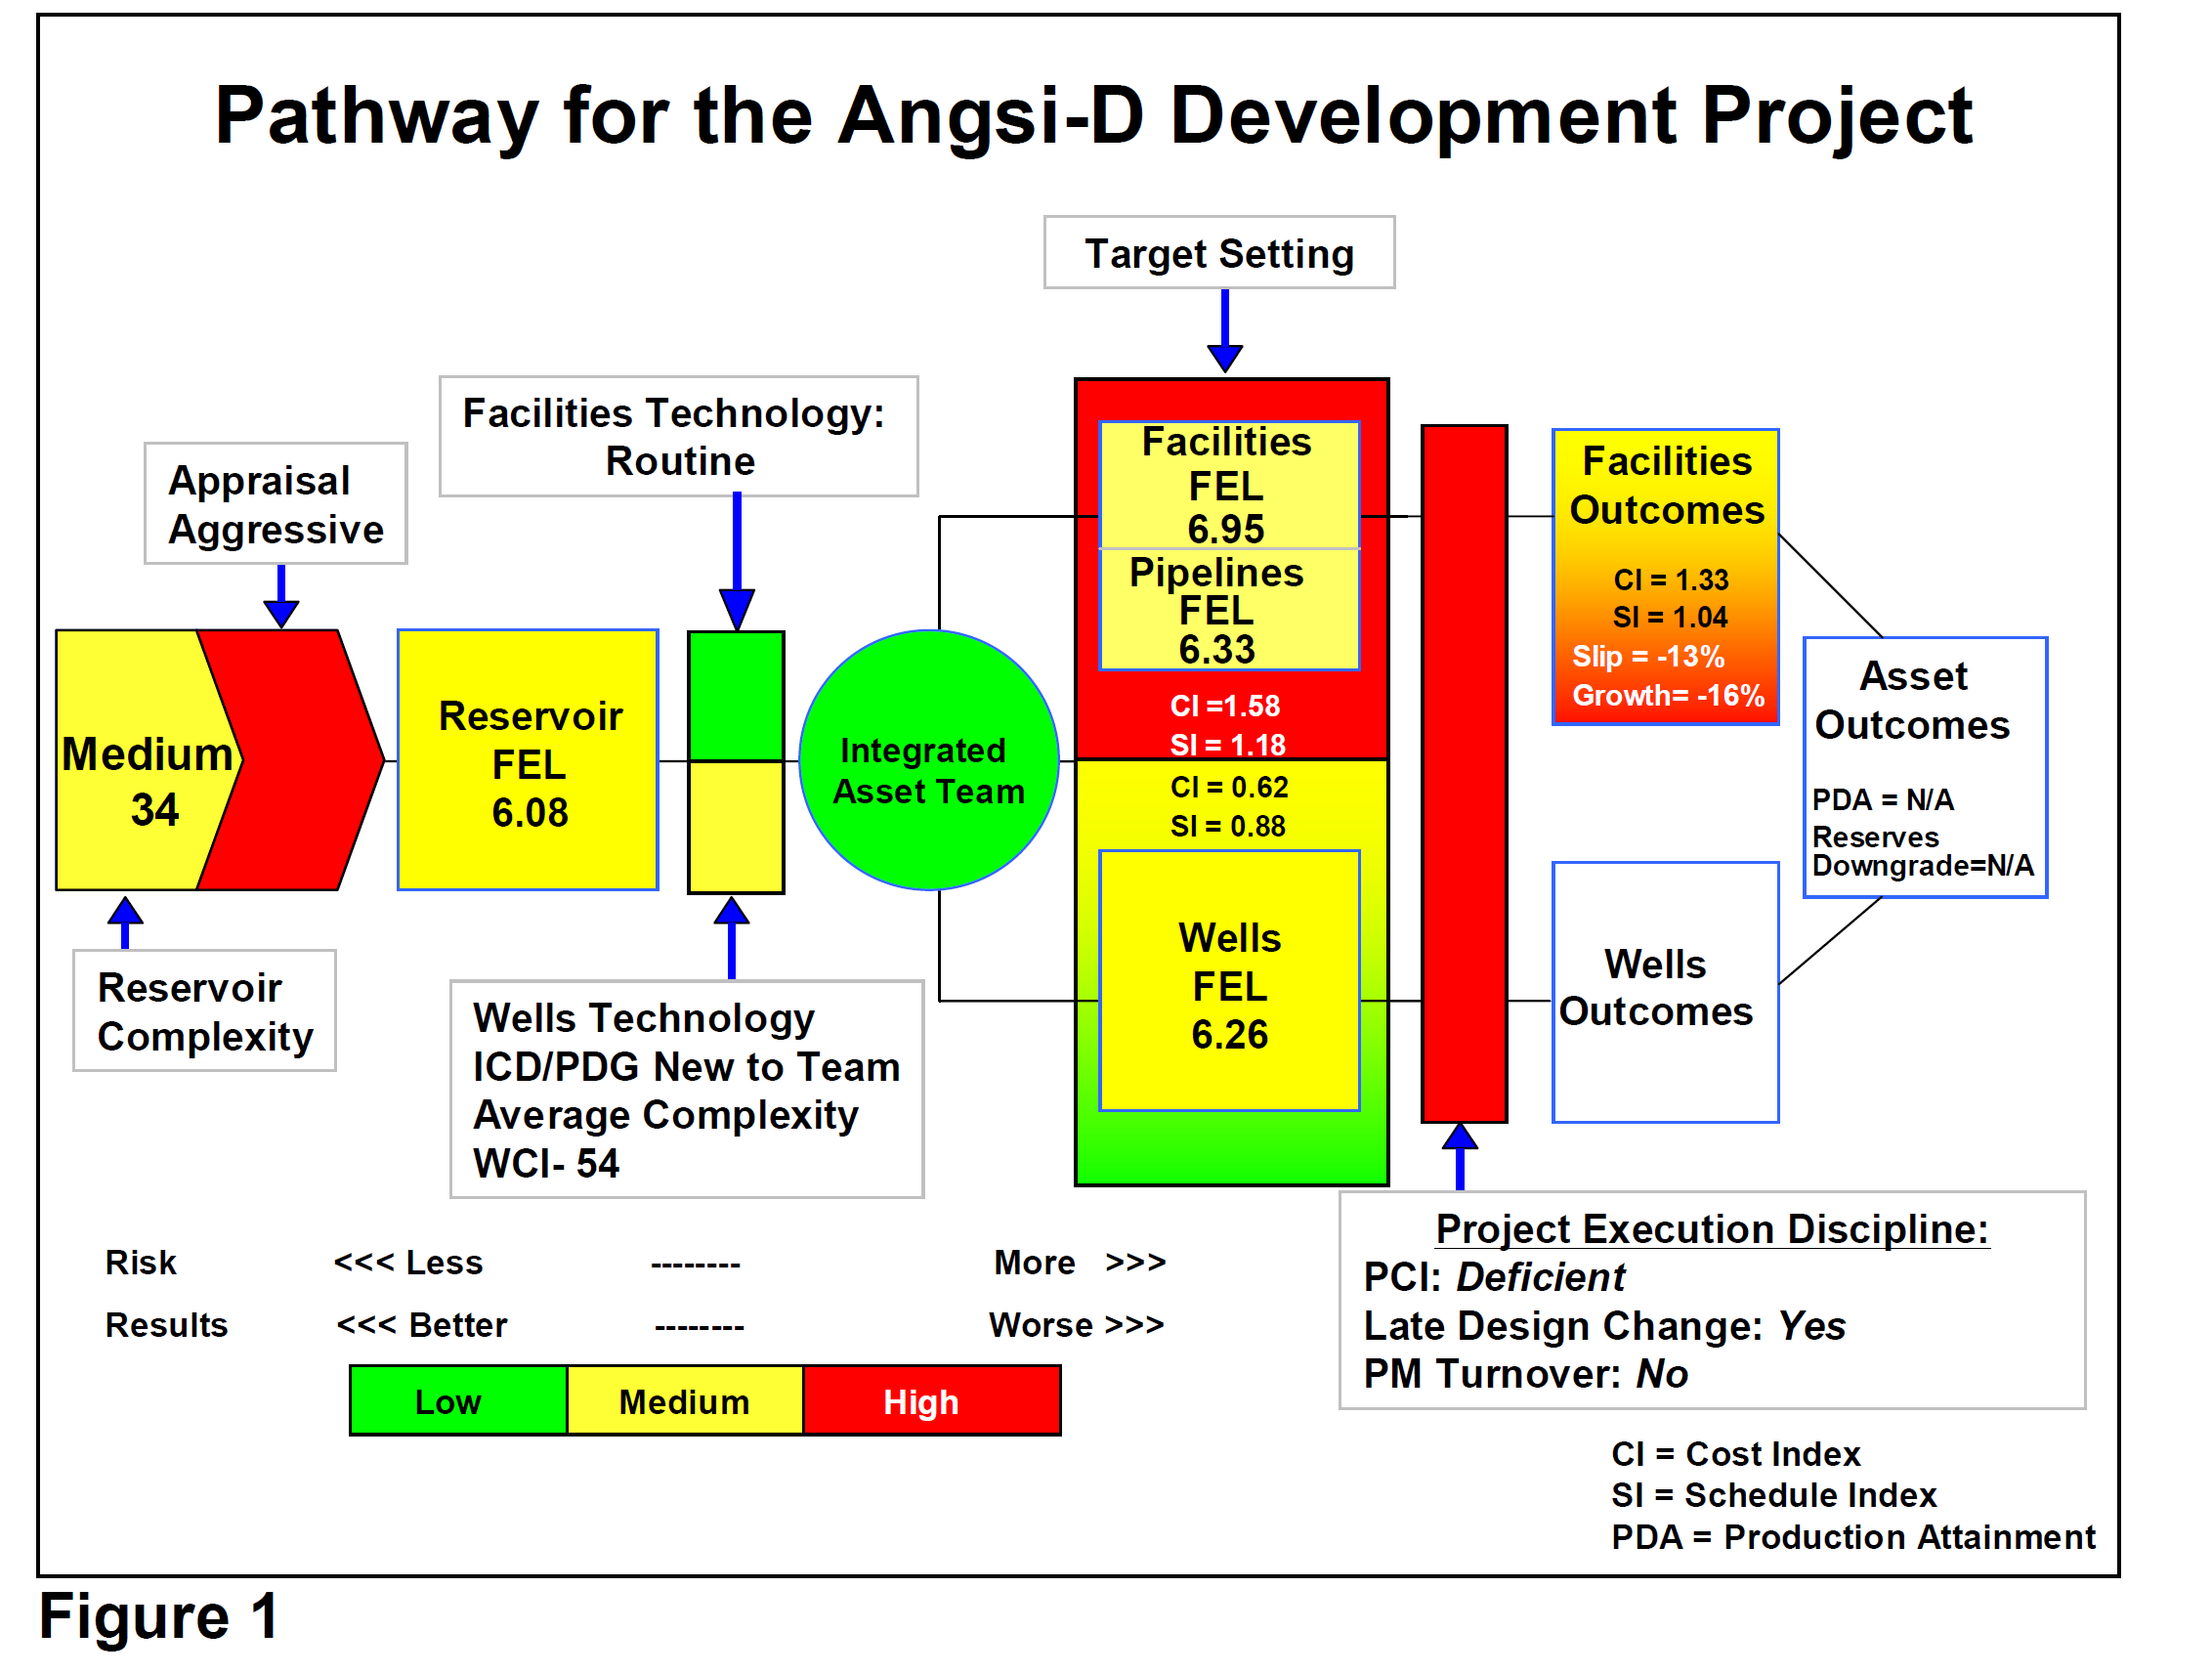 Pathway for the Angsi-D Development Project
Target Setting
Facilities Technology:
Routine
Appraisal
Aggressive
Medium
34
Reservoir
Complexity
Reservoir
FEL
6.08
Wells Technology
ICD/PDG New to Team
Average Complexity
WCI- 54
Integrated
Asset Team
Facilities
FEL
6.95
Pipelines
FEL
6.33
CI =1.58
SI = 1.18
CI = 0.62
SI = 0.88
Wells
FEL
6.26
Facilities
Outcomes
CI = 1.33
SI = 1.04
Slip = -13%
Growth= -16%
Wells
Outcomes
Asset
Outcomes
PDA = N/A
Reserves
Downgrade=N/A
Project Execution Discipline:
PCI: Deficient
Late Design Change: Yes
PM Turnover: No
Risk <<< Less -------- More >>>
Results <<< Better -------- Worse >>>
Low Medium High
CI = Cost Index
SI = Schedule Index
PDA = Production Attainment
Figure 1